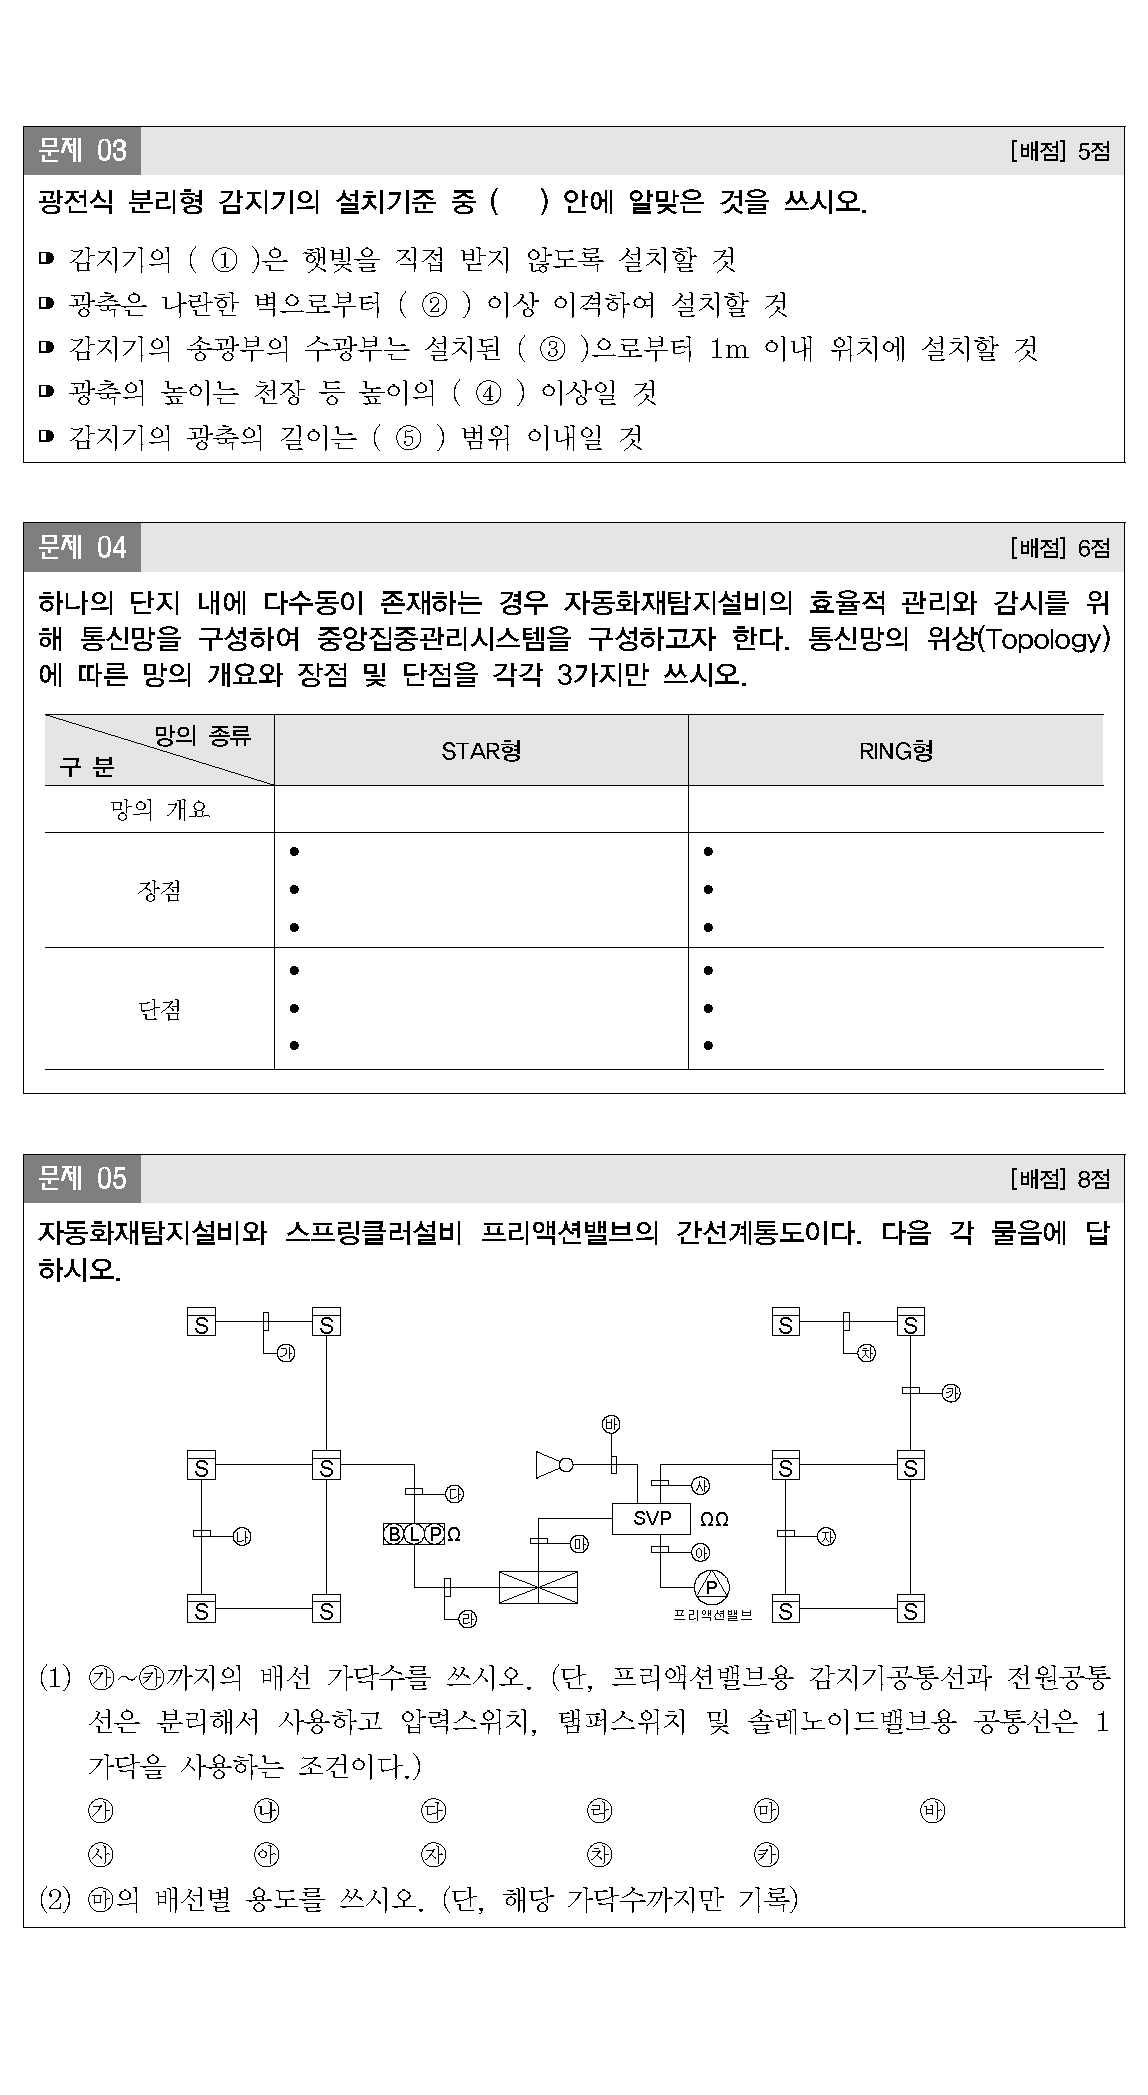 문제 03 [배점] 5점
광전식 분리형 감지기의 설치기준 중 ( ) 안에 알맞은 것을 쓰시오.
감지기의 ( ① )은 햇빛을 직접 받지 않도록 설치할 것
광축은 나란한 벽으로부터 ( ② ) 이상 이격하여 설치할 것
감지기의 송광부의 수광부는 설치된 ( ③ )으로부터 1m 이내 위치에 설치할 것
광축의 높이는 천장 등 높이의 ( ④ ) 이상일 것
감지기의 광축의 길이는 ( ⑤ ) 범위 이내일 것
문제 04 [배점] 6점
하나의 단지 내에 다수동이 존재하는 경우 자동화재탐지설비의 효율적 관리와 감시를 위
해 통신망을 구성하여 중앙집중관리시스템을 구성하고자 한다. 통신망의 위상(Topology)
에 따른 망의 개요와 장점 및 단점을 각각 3가지만 쓰시오.
망의 종류
구 분
STAR형 RING형
망의 개요
장점
●
●
●
●
●
●
단점
●
●
●
●
●
●
문제 05 [배점] 8점
자동화재탐지설비와 스프링클러설비 프리액션밸브의 간선계통도이다. 다음 각 물음에 답
하시오.
S S S S
㉮ ㉶
㉸
㉳
S S S S
㉰ ㉴
B L P Ω SVP ΩΩ
㉯ ㉲ ㉵ ㉷
P
프리액션밸브
S S ㉱ S S
(1) ㉮~㉸까지의 배선 가닥수를 쓰시오. (단, 프리액션밸브용 감지기공통선과 전원공통
선은 분리해서 사용하고 압력스위치, 탬퍼스위치 및 솔레노이드밸브용 공통선은 1
가닥을 사용하는 조건이다.)
㉮ ㉯ ㉰ ㉱ ㉲ ㉳
㉴ ㉵ ㉶ ㉷ ㉸
(2) ㉲의 배선별 용도를 쓰시오. (단, 해당 가닥수까지만 기록)